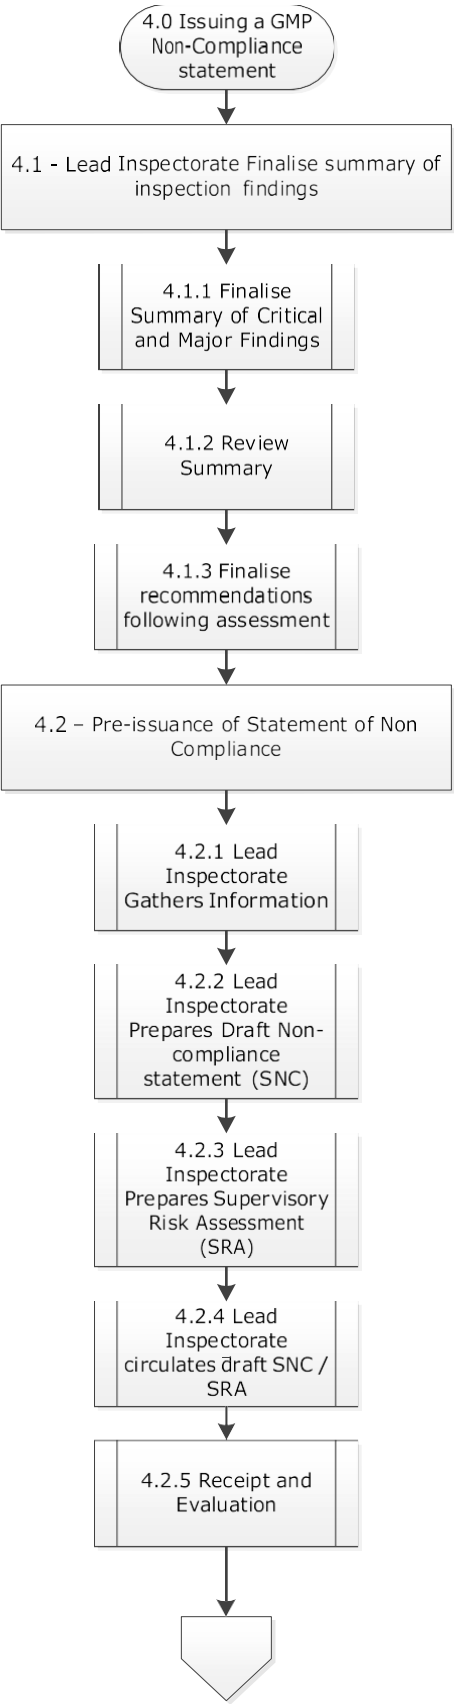 4.0 Issuing a GMP
Non-Compliance
statement
4.1 - Lead Inspectorate Finalise summary of
inspection findings
4.1.1 Finalise
Summary of Critical
and Major Findings
4.1.2 Review
Summary
4.1.3 Finalise
recommendations
following assessment
4.2 – Pre-issuance of Statement of Non
Compliance
4.2.1 Lead
Inspectorate
Gathers Information
4.2.2 Lead
Inspectorate
Prepares Draft Non-
compliance
statement (SNC)
4.2.3 Lead
Inspectorate
Prepares Supervisory
Risk Assessment
(SRA)
4.2.4 Lead
Inspectorate
circulates draft SNC /
SRA
4.2.5 Receipt and
Evaluation